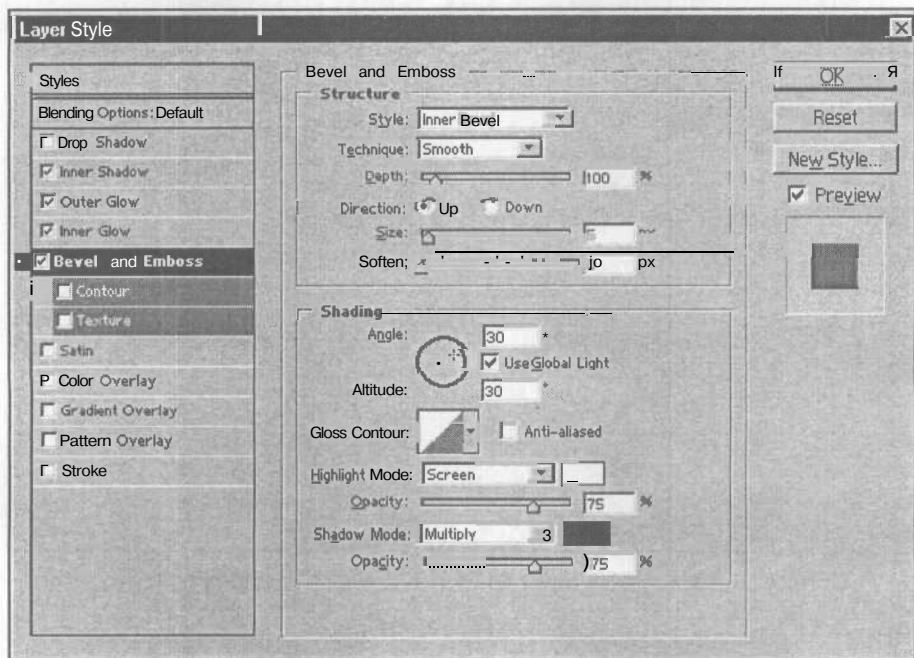 Layer Style
Styles
Blending Options: Default
Drop Shadow
Inner Shadow
Outer Glow
Inner Glow
Bevel and Emboss
Contour
Texture
Satin
Color Overlay
Gradient Overlay
Pattern Overlay
Stroke
Bevel and Emboss
Structure
Style: Inner Bevel
Technique: Smooth
Depth: 100 %
Direction: Up Down
Size:
Soften: px
Shading
Angle: 30 °
Use Global Light
Altitude: 30 °
Gloss Contour: Anti-aliased
Highlight Mode: Screen
Opacity: 75 %
Shadow Mode: Multiply
Opacity: 75 %
OK
Reset
New Style...
Preview